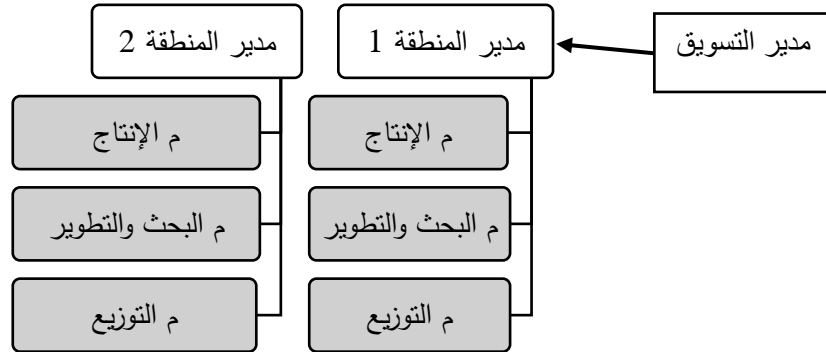 مدير التسويق
مدير المنطقة 1
م الإنتاج
م البحث والتطوير
م التوزيع
مدير المنطقة 2
م الإنتاج
م البحث والتطوير
م التوزيع